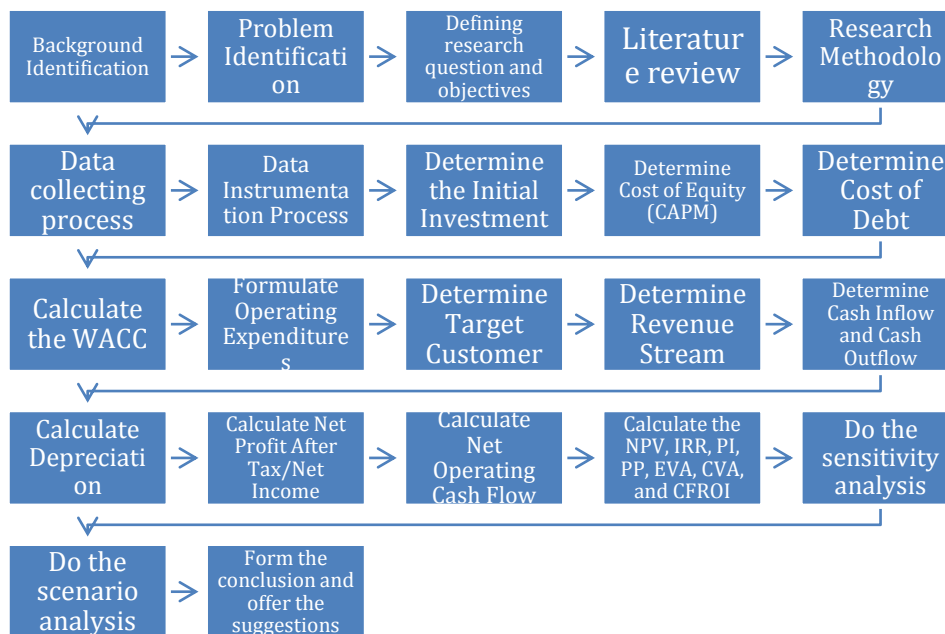 Background
Identification
Problem
Identificati
on
Defining
research
question and
objectives
Literatur
e review
Research
Methodolo
gy
Data
collecting
process
Data
Instrumenta
tion Process
Determine
the Initial
Investment
Determine
Cost of Equity
(CAPM)
Determine
Cost of
Debt
Calculate
the WACC
Formulate
Operating
Expenditure
s
Determine
Target
Customer
Determine
Revenue
Stream
Determine
Cash Inflow
and Cash
Outflow
Calculate
Depreciati
on
Calculate Net
Profit After
Tax/Net
Income
Calculate
Net
Operating
Cash Flow
Calculate the
NPV, IRR, PI,
PP, EVA, CVA,
and CFROI
Do the
sensitivity
analysis
Do the
scenario
analysis
Form the
conclusion and
offer the
suggestions